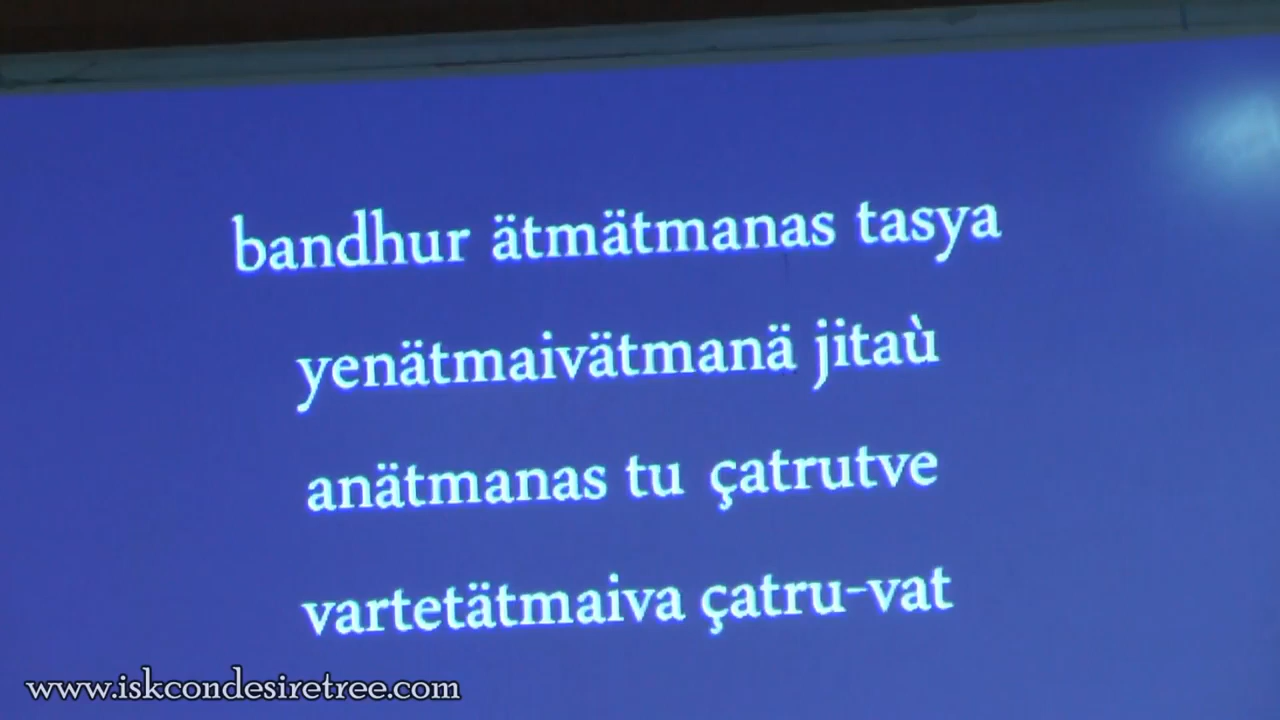 bandhur ätmätmanas tasya
yenätmaivätmanä jitaù
anätmanas tu çatrutve
vartetätmaiva çatru-vat
www.iskcondesiretree.com